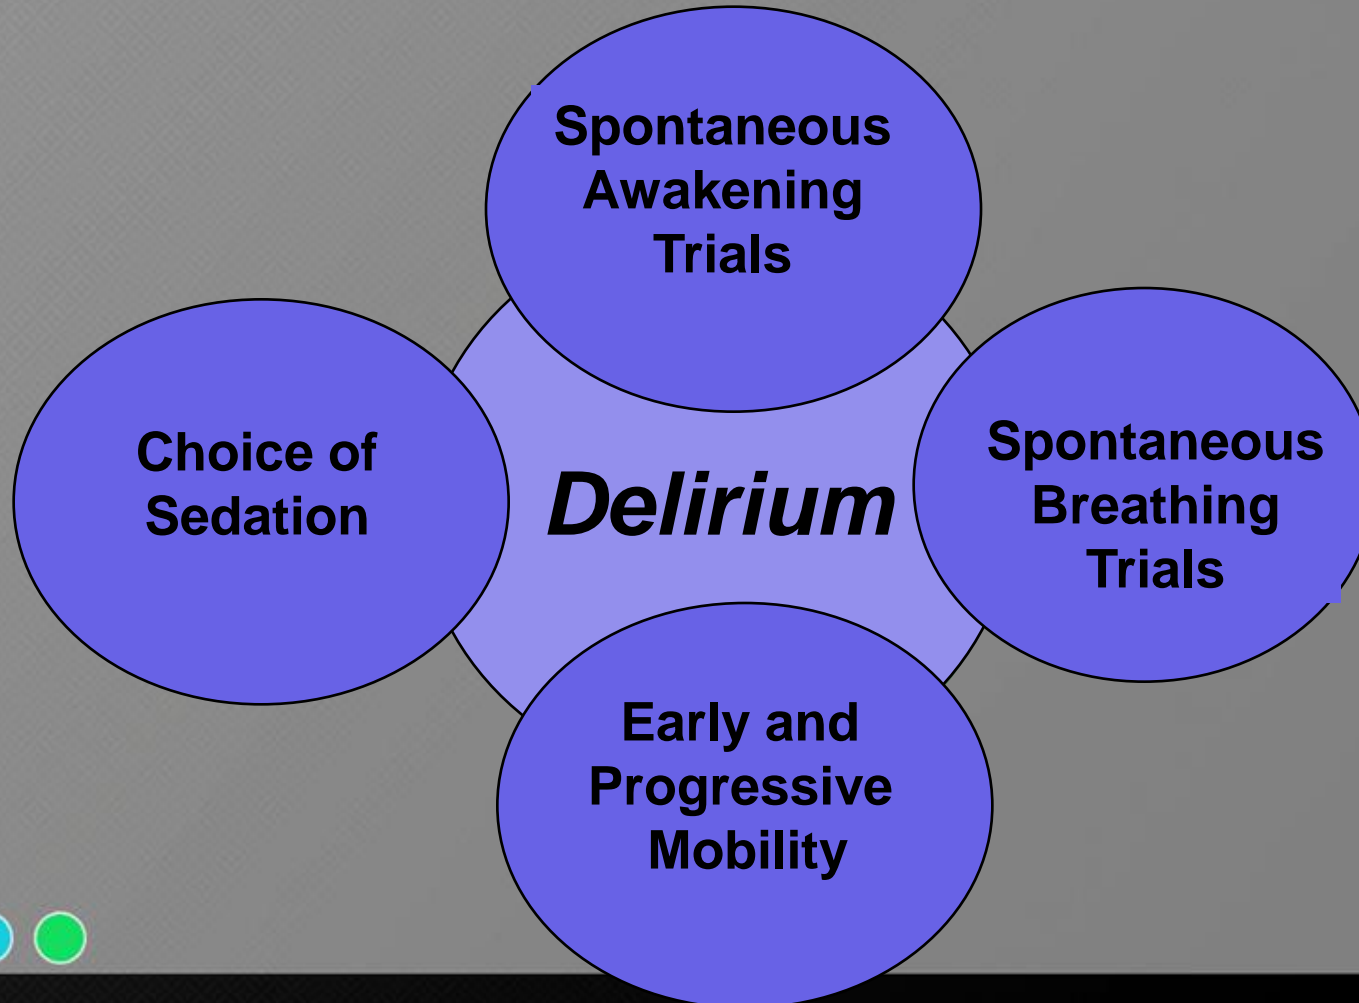 Spontaneous
Awakening
Trials
Choice of
Sedation
Delirium
Spontaneous
Breathing
Trials
Early and
Progressive
Mobility